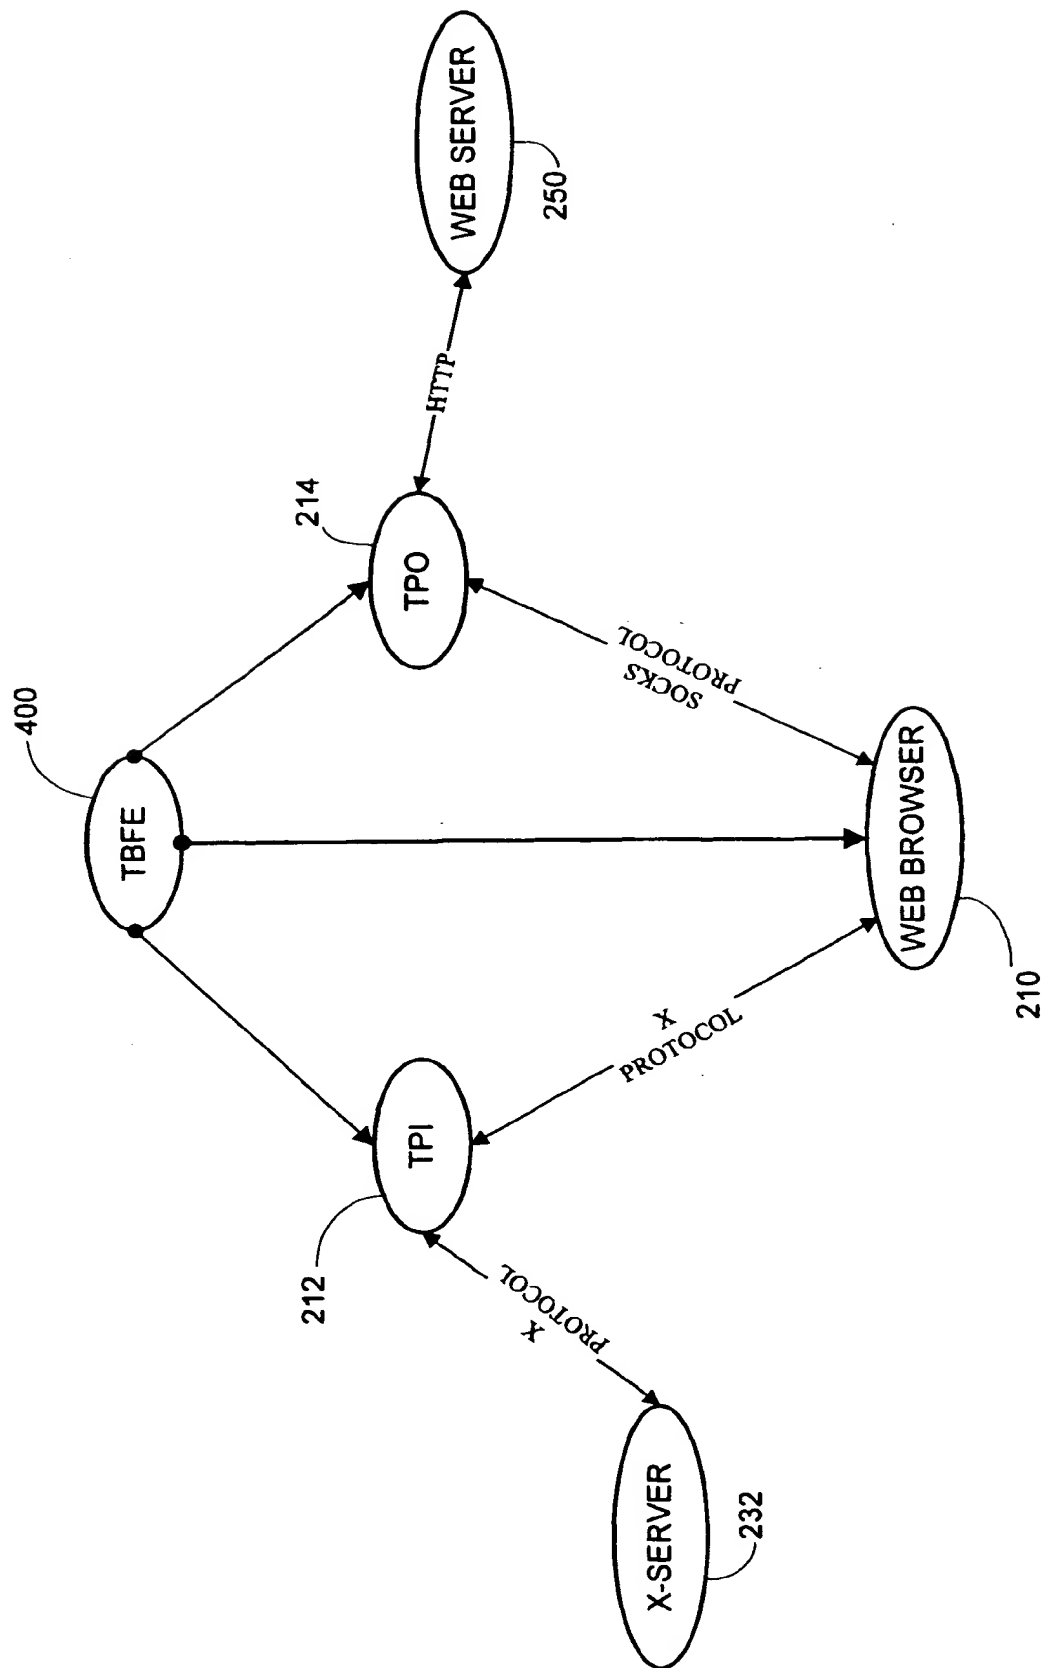 400
TBFE
212
TPI
214
TPO
HTTP
WEB SERVER
250
X
PROTOCOL
X
PROTOCOL
SOCKS
PROTOCOL
X-SERVER
232
WEB BROWSER
210